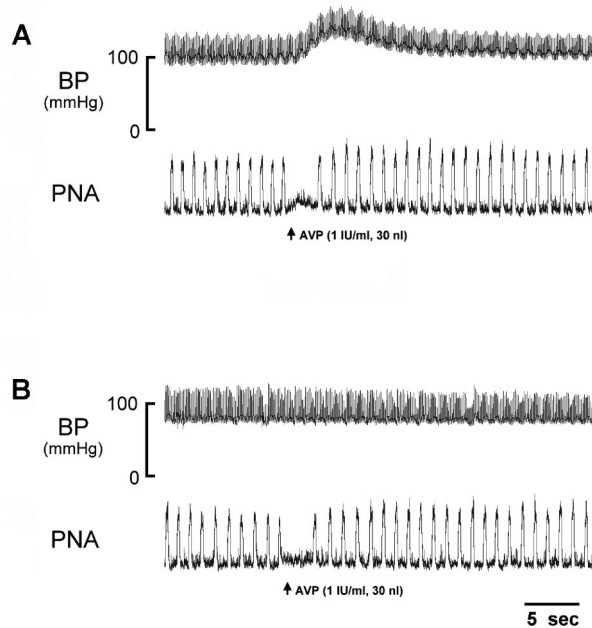 A
100
BP
(mmHg)
0
PNA
AVP (1 IU/ml, 30 nl)
B
100
BP
(mmHg)
0
PNA
AVP (1 IU/ml, 30 nl)
5 sec